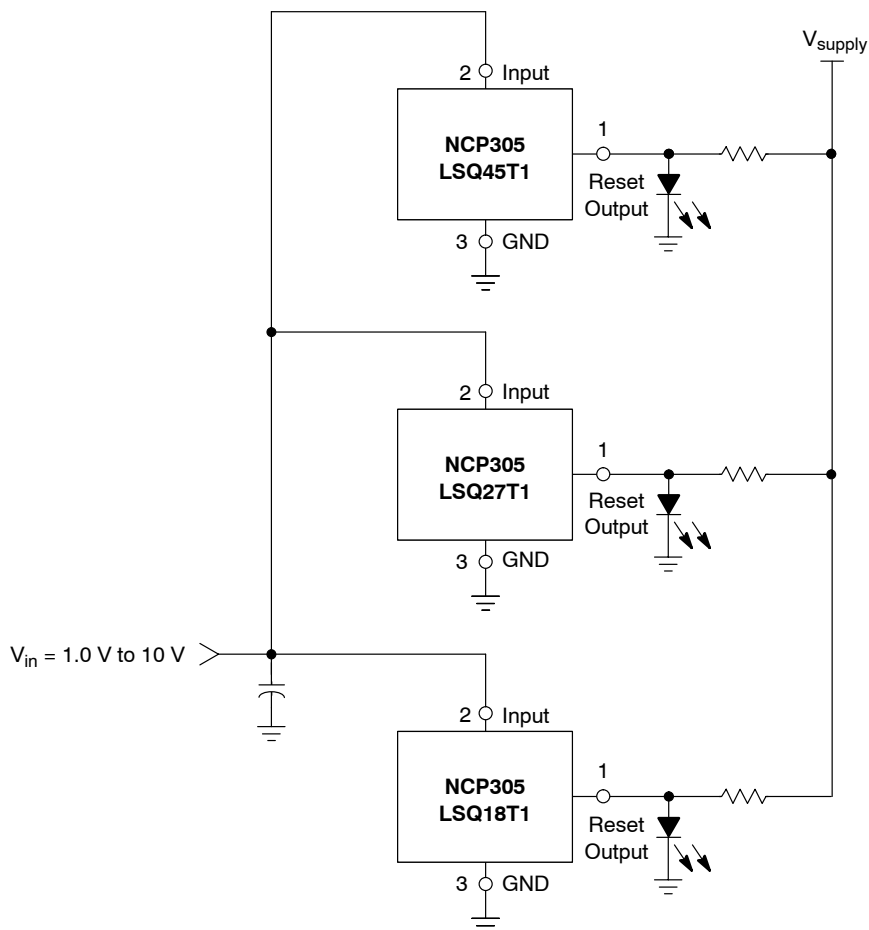 V_supply
2 Input
NCP305
LSQ45T1
1
Reset
Output
3 GND
2 Input
NCP305
LSQ27T1
1
Reset
Output
3 GND
V_in = 1.0 V to 10 V
2 Input
NCP305
LSQ18T1
1
Reset
Output
3 GND